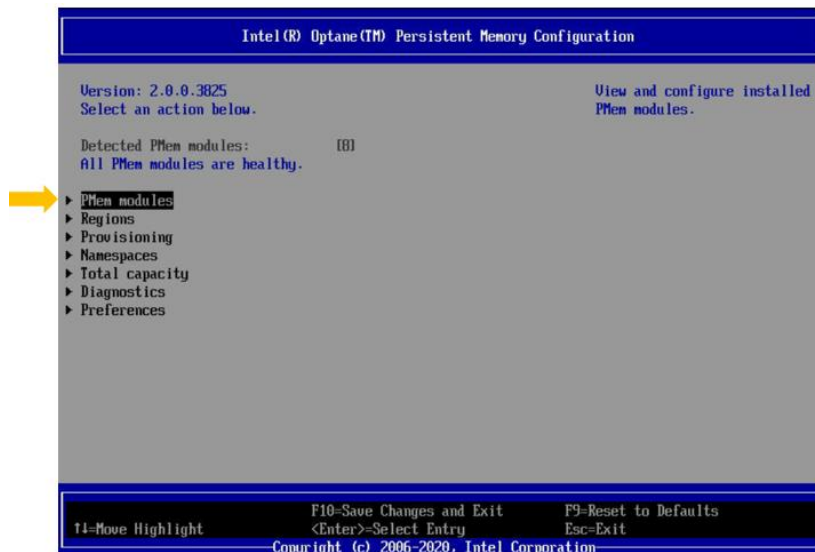 Intel(R) Optane(TM) Persistent Memory Configuration
Version: 2.0.0.3825
Select an action below.
Detected PMem modules: [8]
All PMem modules are healthy.
PMem modules
Regions
Provisioning
Namespaces
Total capacity
Diagnostics
Preferences
View and configure installed
PMem modules.
F10=Save Changes and Exit F9=Reset to Defaults
↑↓=Move Highlight <Enter>=Select Entry Esc=Exit
Copyright (c) 2006-2020, Intel Corporation